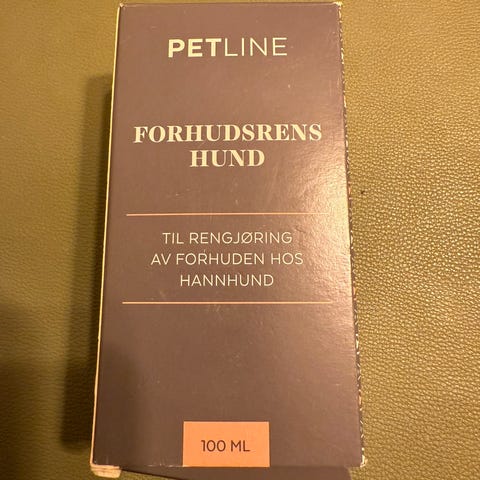 PETLINE
FORHUDSRENS
HUND
TIL RENGJØRING
AV FORHUDEN HOS
HANNHUND
100 ML